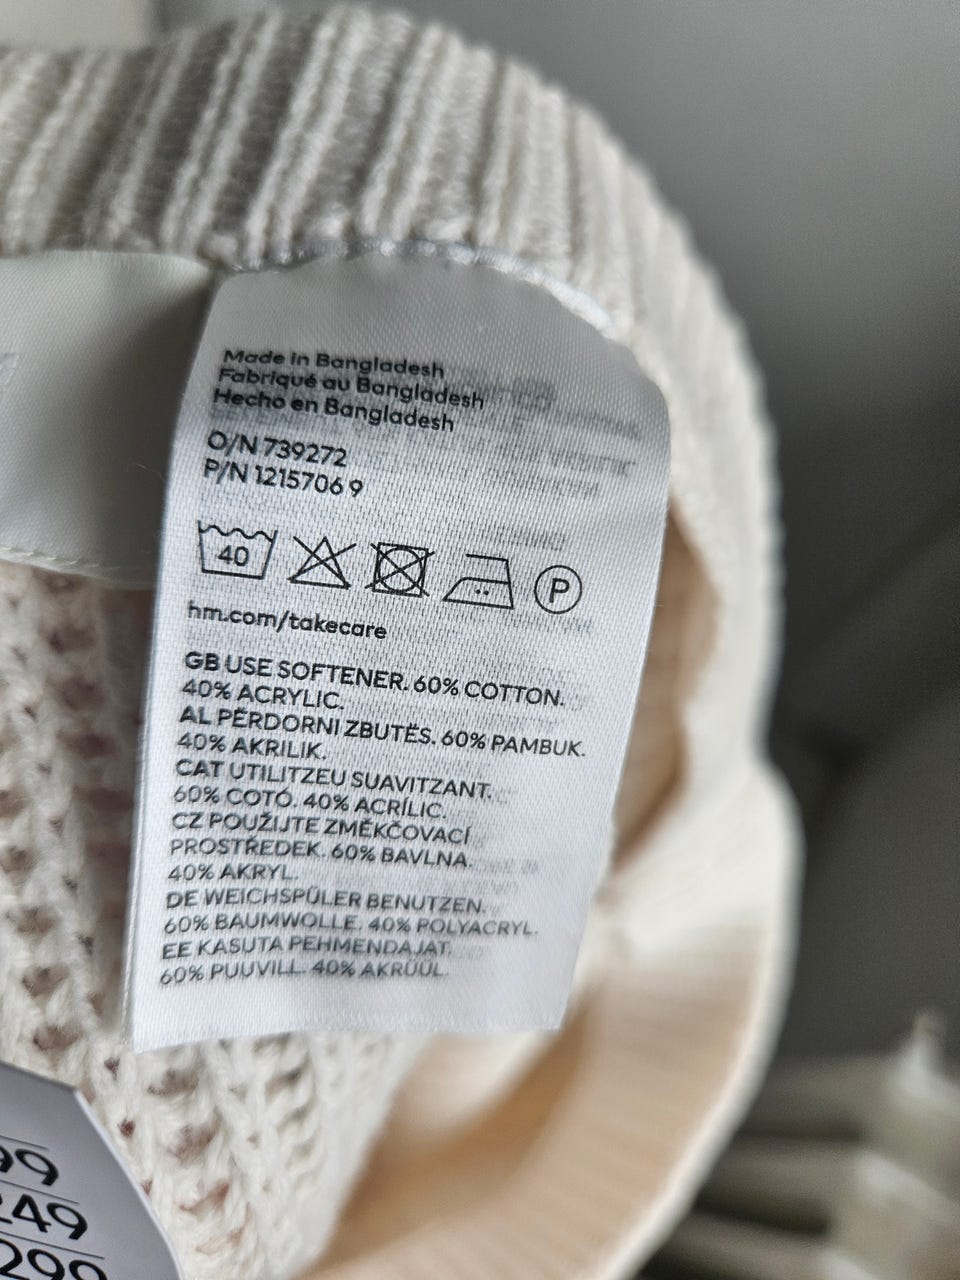 Made in Bangladesh
Fabriqué au Bangladesh
Hecho en Bangladesh
O/N 739272
P/N 1215706 9
40
P
hm.com/takecare
GB USE SOFTENER. 60% COTTON.
40% ACRYLIC.
AL PËRDORNI ZBUTËS. 60% PAMBUK.
40% AKRILIK.
CAT UTILITZEU SUAVITZANT.
60% COTÓ. 40% ACRÍLIC.
CZ POUŽIJTE ZMĚKČOVACÍ
PROSTŘEDEK. 60% BAVLNA.
40% AKRYL.
DE WEICHSPÜLER BENUTZEN.
60% BAUMWOLLE. 40% POLYACRYL.
EE KASUTA PEHMENDAJAT.
60% PUUVILL. 40% AKRÜÜL.
99
249
299